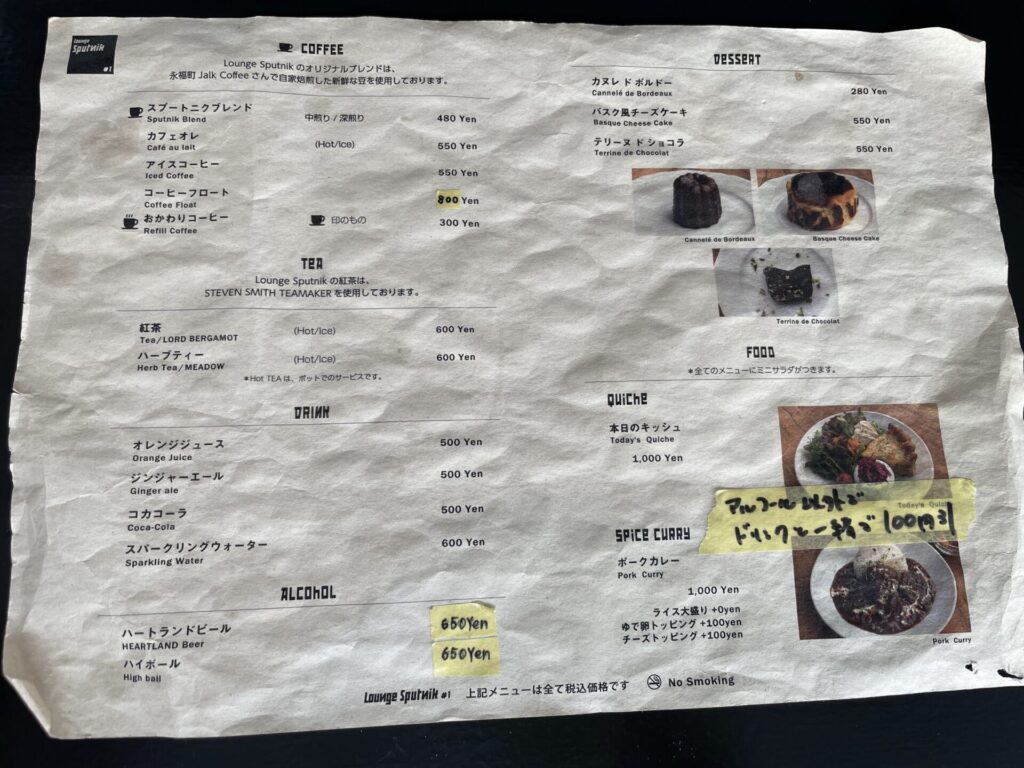 Lounge
Sputnik
#1
COFFEE
Lounge Sputnik のオリジナルブレンドは、
永福町 Jalk Coffee さんで自家焙煎した新鮮な豆を使用しております。
スプートニクブレンド 中煎り / 深煎り 480 Yen
Sputnik Blend
カフェオレ (Hot/Ice) 550 Yen
Café au lait
アイスコーヒー 550 Yen
Iced Coffee
コーヒーフロート 800 Yen
Coffee Float
おかわりコーヒー 印のもの 300 Yen
Refill Coffee
TEA
Lounge Sputnik の紅茶は、
STEVEN SMITH TEAMAKER を使用しております。
紅茶 (Hot/Ice) 600 Yen
Tea/LORD BERGAMOT
ハーブティー (Hot/Ice) 600 Yen
Herb Tea/MEADOW
*Hot TEA は、ポットでのサービスです。
DRINK
オレンジジュース 500 Yen
Orange Juice
ジンジャーエール 500 Yen
Ginger ale
コカコーラ 500 Yen
Coca-Cola
スパークリングウォーター 600 Yen
Sparkling Water
ALCOHOL
ハートランドビール 650Yen
HEARTLAND Beer
ハイボール 650Yen
High ball
DESSERT
カヌレ ド ボルドー 280 Yen
Cannelé de Bordeaux
バスク風チーズケーキ 550 Yen
Basque Cheese Cake
テリーヌ ド ショコラ 550 Yen
Terrine de Chocolat
Cannelé de Bordeaux
Basque Cheese Cake
Terrine de Chocolat
FOOD
*全てのメニューにミニサラダがつきます。
QUICHE
本日のキッシュ
Today's Quiche
1,000 Yen
Today's Quiche
アルコール以外で
ドリンクと一緒で100円引
SPICE CURRY
ポークカレー
Pork Curry
1,000 Yen
ライス大盛り +0yen
ゆで卵トッピング +100yen
チーズトッピング +100yen
Pork Curry
Lounge Sputnik #1 上記メニューは全て税込価格です No Smoking